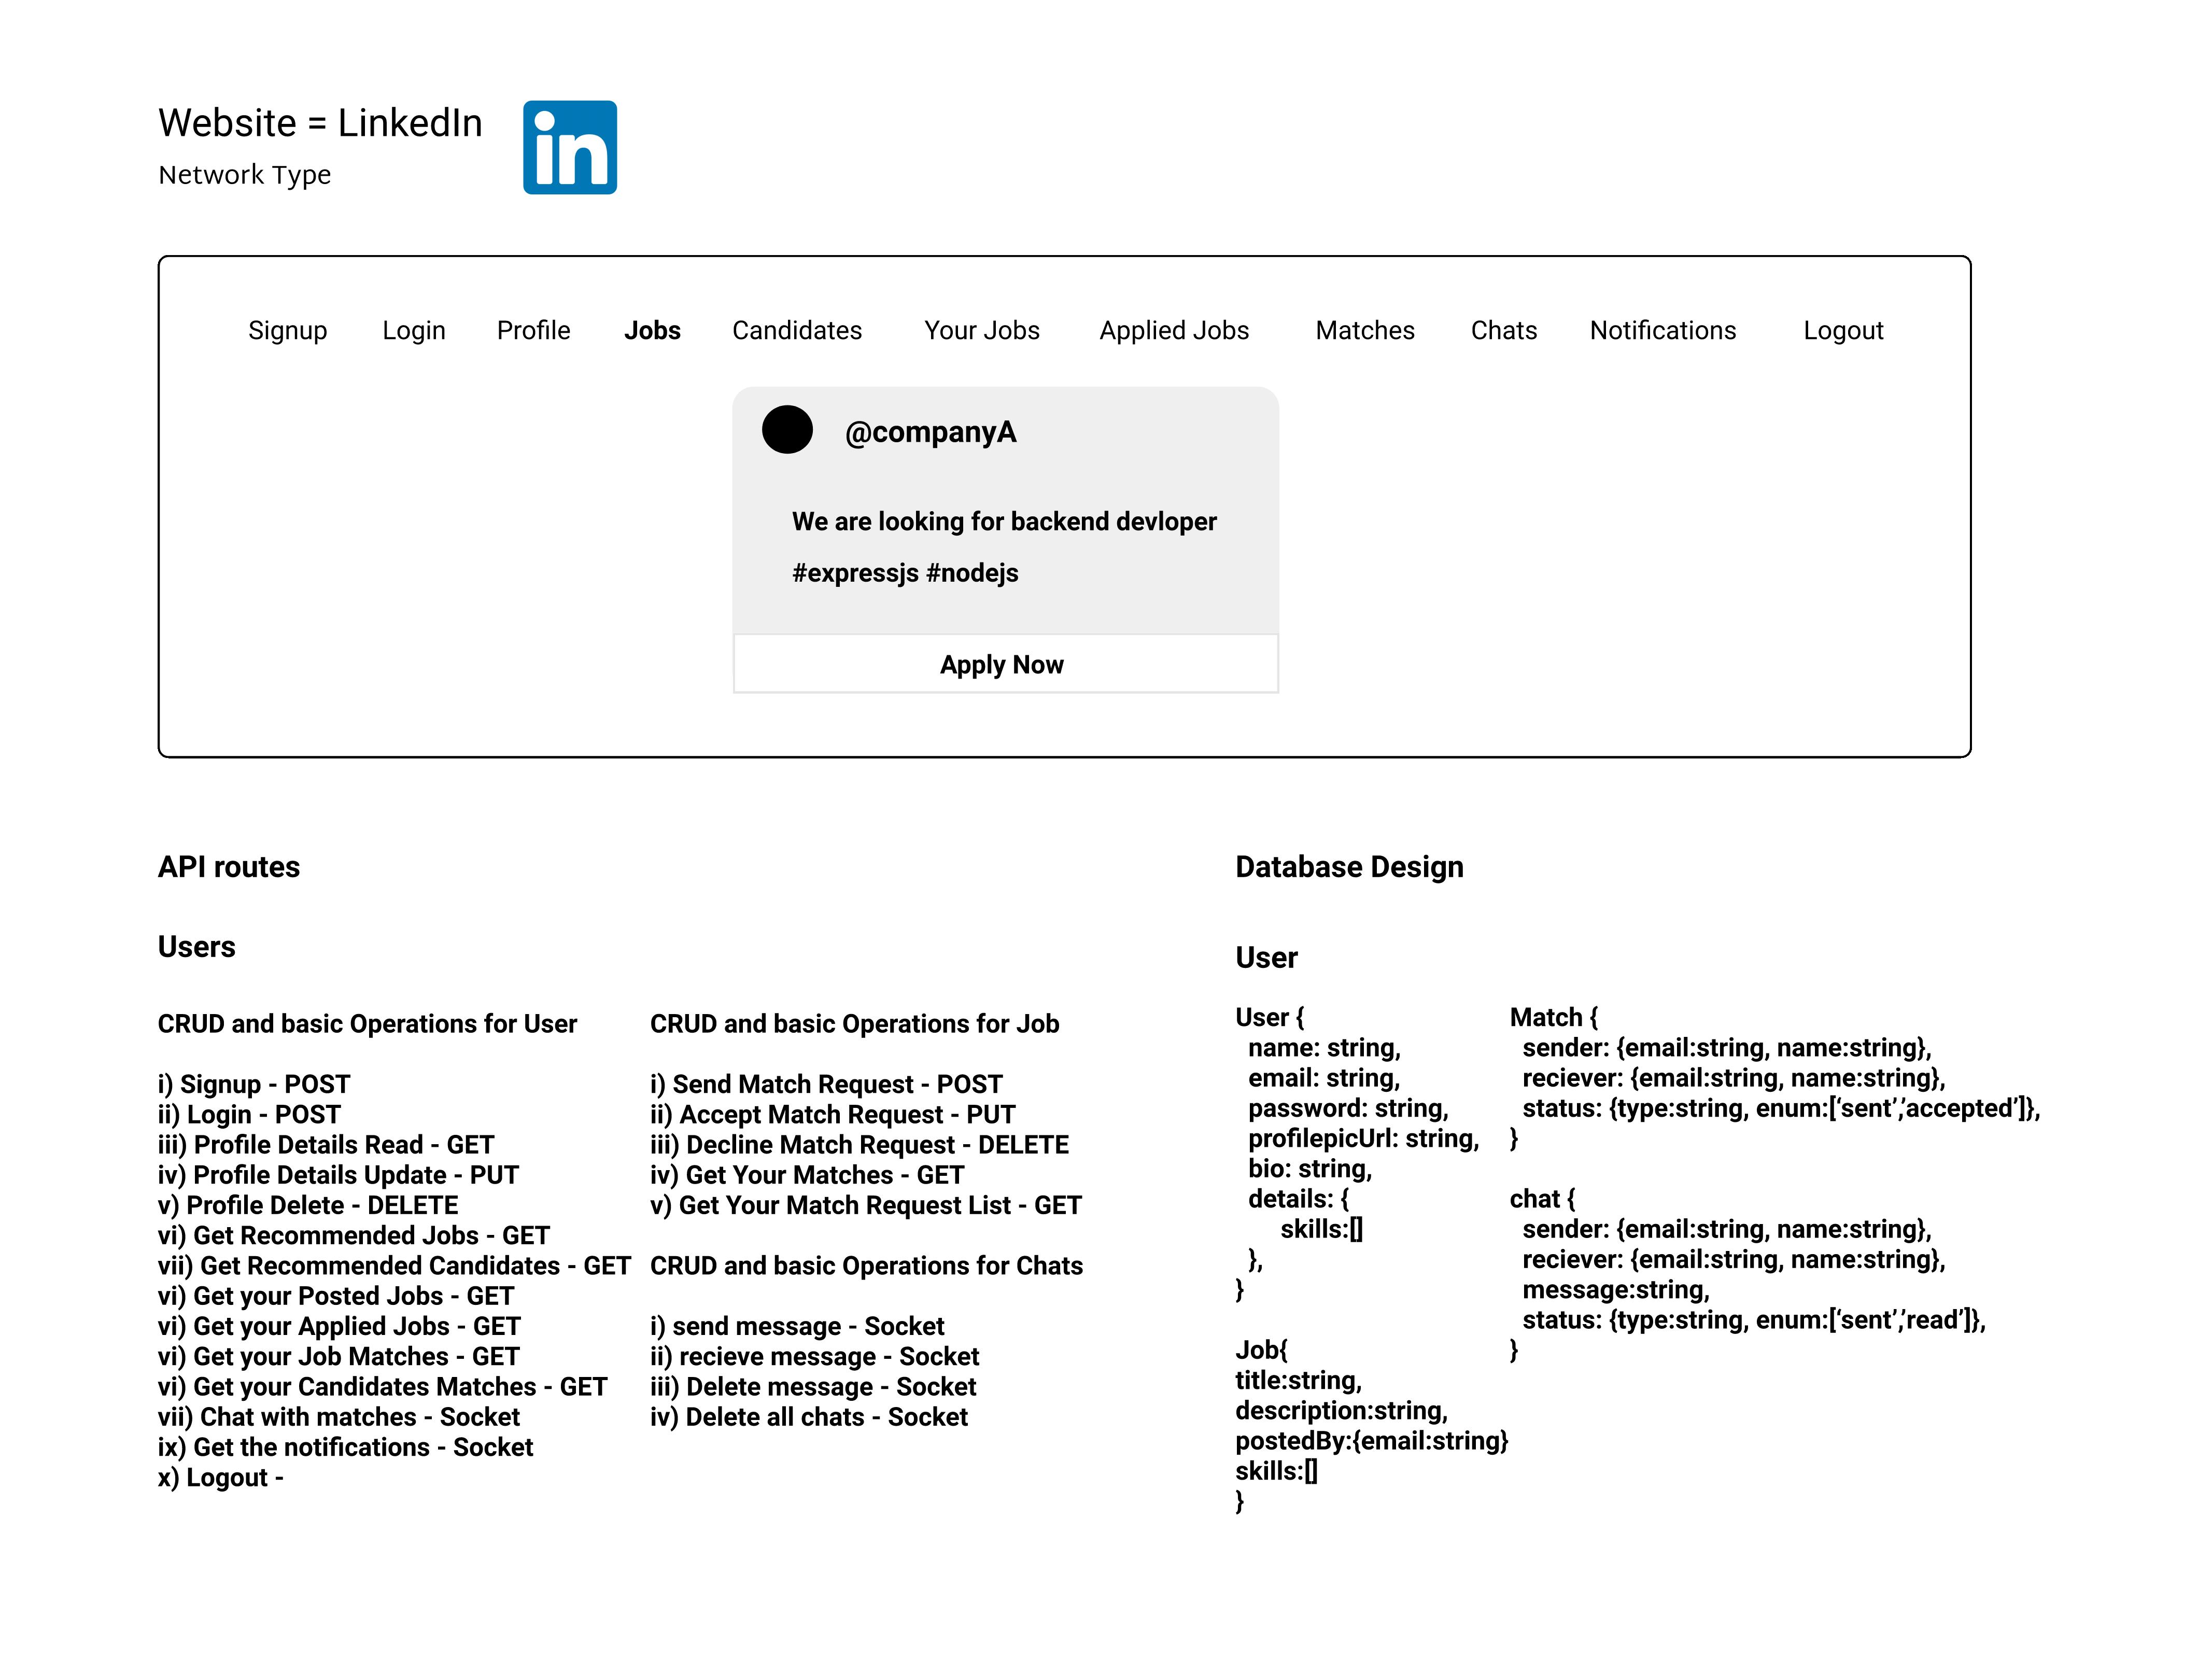 Website = LinkedIn
in
Network Type
Signup Login Profile Jobs Candidates Your Jobs Applied Jobs Matches Chats Notifications Logout
@companyA
We are looking for backend devloper
#expressjs #nodejs
Apply Now
API routes
Users
CRUD and basic Operations for User
i) Signup - POST
ii) Login - POST
iii) Profile Details Read - GET
iv) Profile Details Update - PUT
v) Profile Delete - DELETE
vi) Get Recommended Jobs - GET
vii) Get Recommended Candidates - GET
vi) Get your Posted Jobs - GET
vi) Get your Applied Jobs - GET
vi) Get your Job Matches - GET
vi) Get your Candidates Matches - GET
vii) Chat with matches - Socket
ix) Get the notifications - Socket
x) Logout -
CRUD and basic Operations for Job
i) Send Match Request - POST
ii) Accept Match Request - PUT
iii) Decline Match Request - DELETE
iv) Get Your Matches - GET
v) Get Your Match Request List - GET
CRUD and basic Operations for Chats
i) send message - Socket
ii) recieve message - Socket
iii) Delete message - Socket
iv) Delete all chats - Socket
Database Design
User
User {
name: string,
email: string,
password: string,
profilepicUrl: string,
bio: string,
details: {
skills:[]
},
}
Job{
title:string,
description:string,
postedBy:{email:string}
skills:[]
}
Match {
sender: {email:string, name:string},
reciever: {email:string, name:string},
status: {type:string, enum:[‘sent’,’accepted’]},
}
chat {
sender: {email:string, name:string},
reciever: {email:string, name:string},
message:string,
status: {type:string, enum:[‘sent’,’read’]},
}